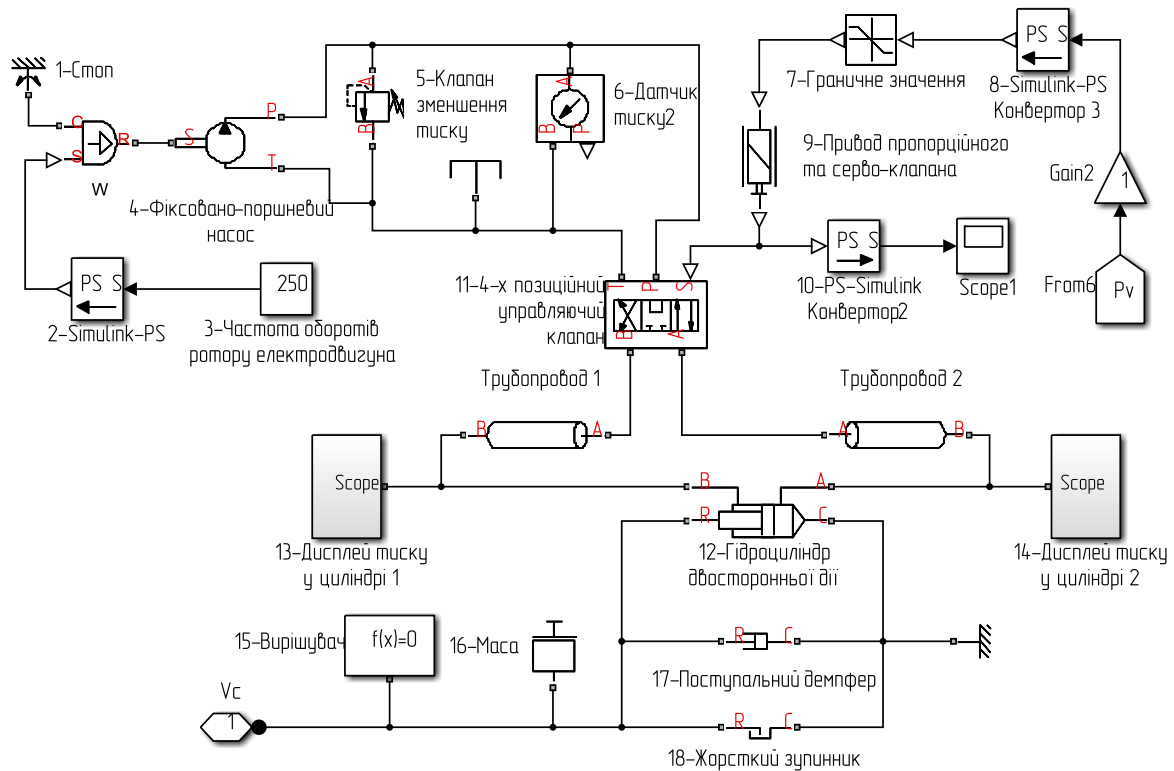 1-Стоп
C
S
R
W
S
P
T
4-Фіксовано-поршневий
насос
PS S
2-Simulink-PS
250
3-Частота оборотів
ротору електродвигуна
A
B
5-Клапан
зменшення
тиску
A
B
P
6-Датчик
тиску2
7-Граничне значення
PS S
8-Simulink-PS
Конвертор 3
9-Привод пропорційного
та серво-клапана
Gain2
1
From6
Pv
PS S
10-PS-Simulink
Конвертор2
Scope1
11-4-х позиційний
управляючий
клапан
T
P
S
B
A
Трубопровод 1
Трубопровод 2
B
A
A
B
Scope
13-Дисплей тиску
у циліндрі 1
B
A
R
C
12-Гідроциліндр
двосторонньої дії
Scope
14-Дисплей тиску
у циліндрі 2
15-Вирішувач
f(x)=0
16-Маса
R
C
17-Поступальний демпфер
Vc
1
R
C
18-Жорсткий зупинник